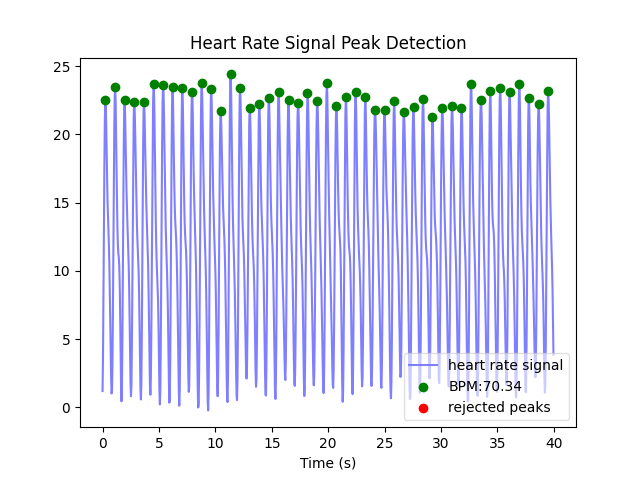 Heart Rate Signal Peak Detection
25
20
15
10
5
0
heart rate signal
BPM:70.34
rejected peaks
0 5 10 15 20 25 30 35 40
Time (s)